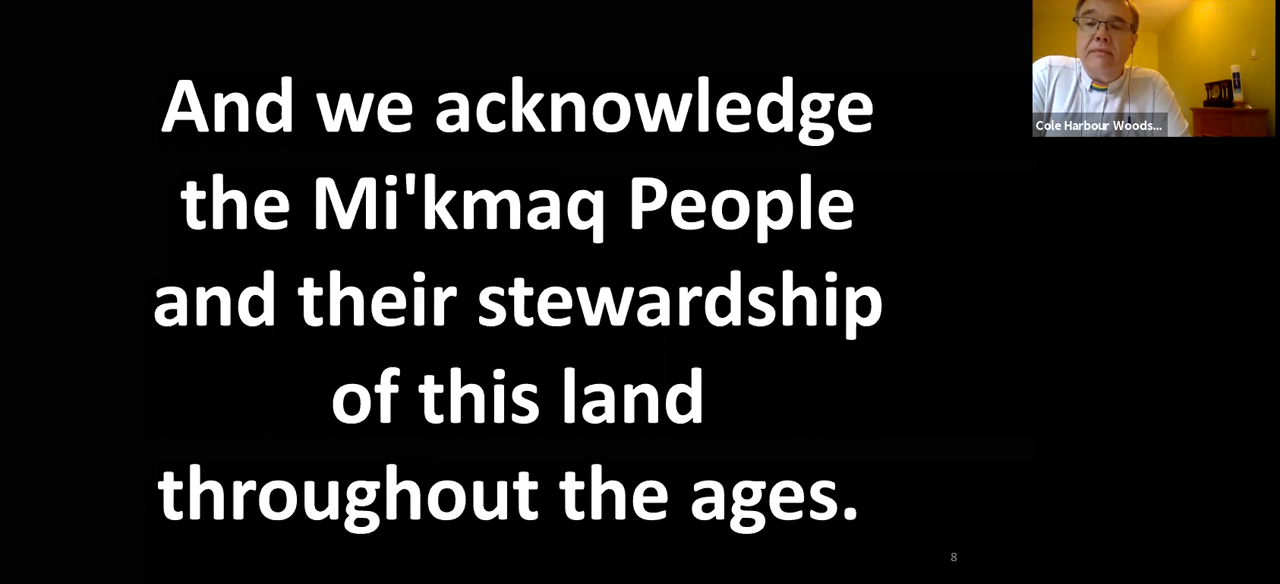 And we acknowledge
the Mi'kmaq People
and their stewardship
of this land
throughout the ages.
Cole Harbour Woods...
8